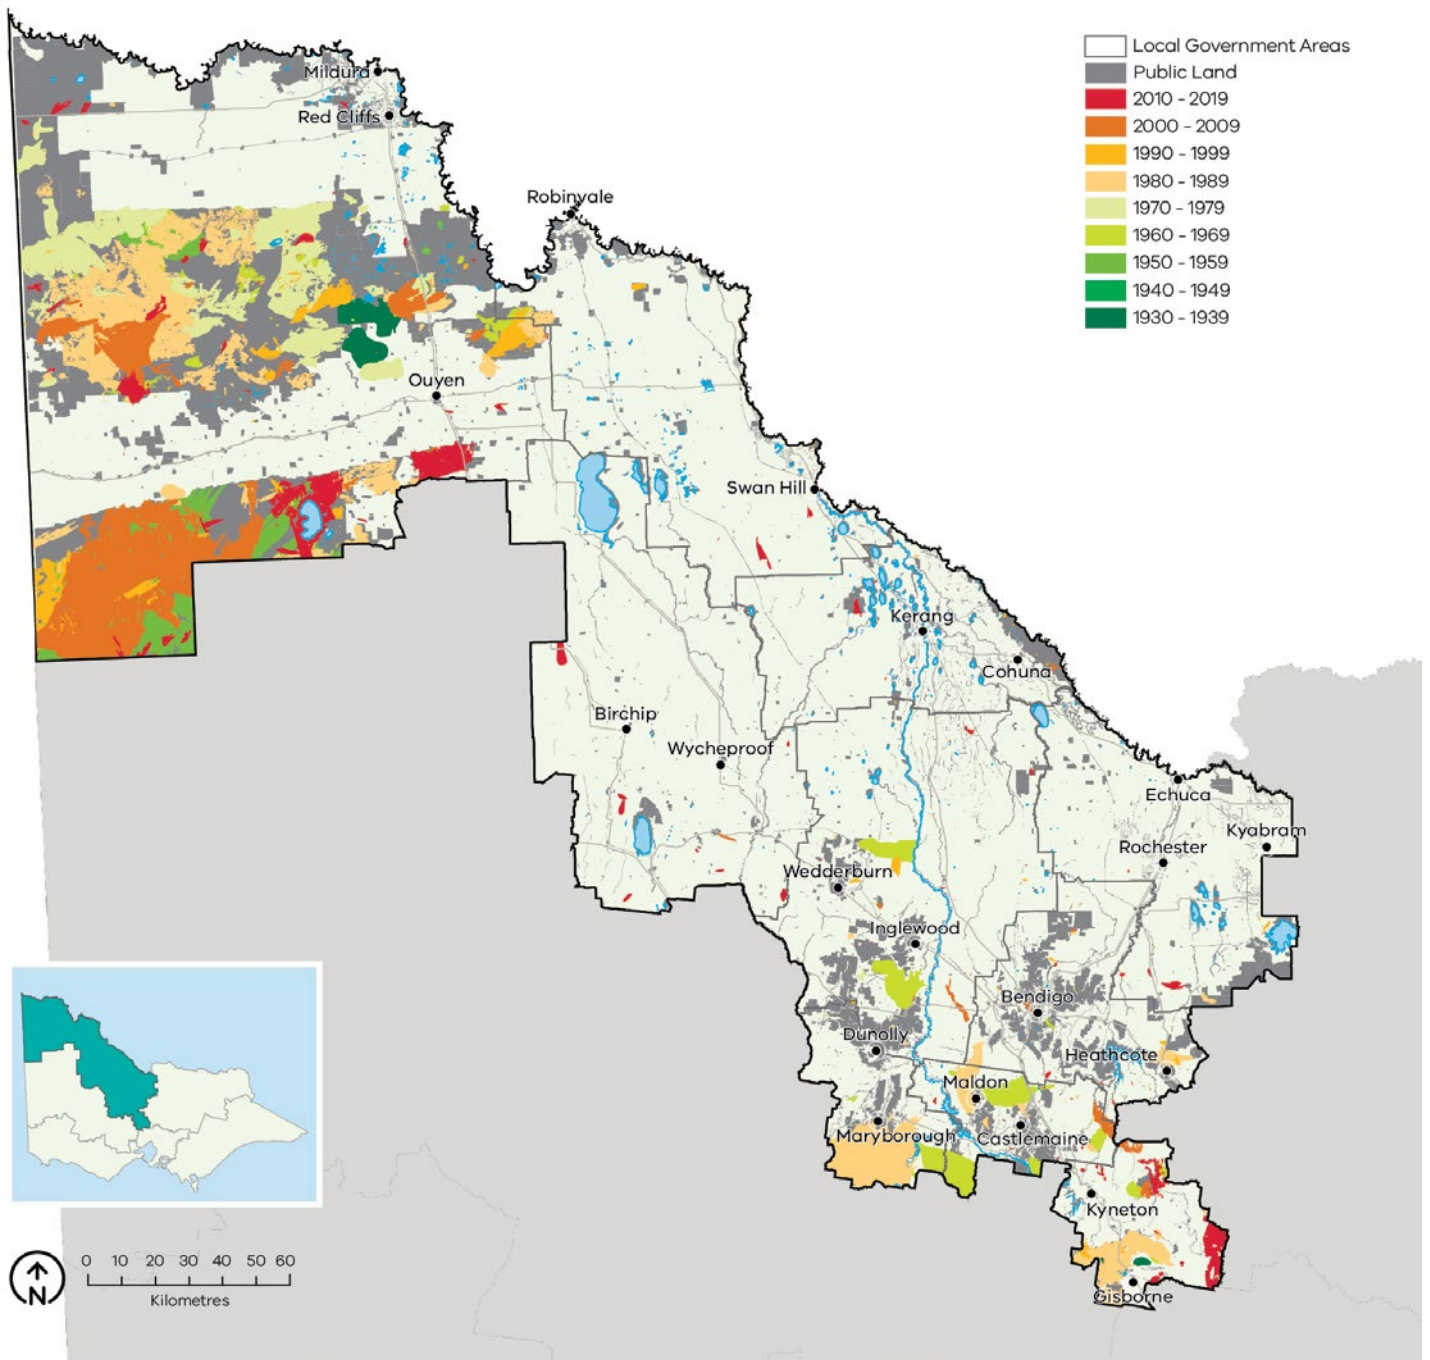 Local Government Areas
Public Land
2010 - 2019
2000 - 2009
1990 - 1999
1980 - 1989
1970 - 1979
1960 - 1969
1950 - 1959
1940 - 1949
1930 - 1939
Mildura
Red Cliffs
Robinvale
Ouyen
Swan Hill
Kerang
Cohuna
Birchip
Wycheproof
Echuca
Kyabram
Rochester
Wedderburn
Inglewood
Bendigo
Dunolly
Heathcote
Maldon
Maryborough
Castlemaine
Kyneton
Gisborne
N
0 10 20 30 40 50 60
Kilometres